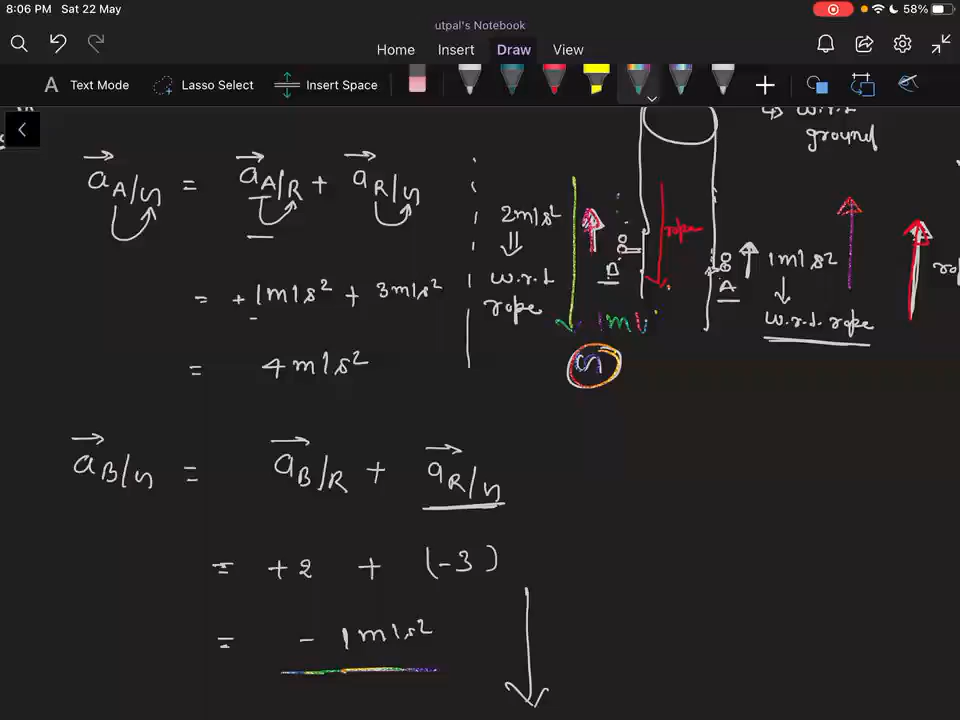 8:06 PM Sat 22 May
58%
utpal's Notebook
Home Insert Draw View
A Text Mode Lasso Select Insert Space
w.r.t
ground
a A/G = a A/R + a R/G
= + 1m/s² + 3m/s²
= 4m/s²
2m/s²
w.r.t
rope
B
rope
A
1m/s²
w.r.t. rope
1m/
G
a B/G = a B/R + a R/G
= +2 + (-3)
= - 1m/s²